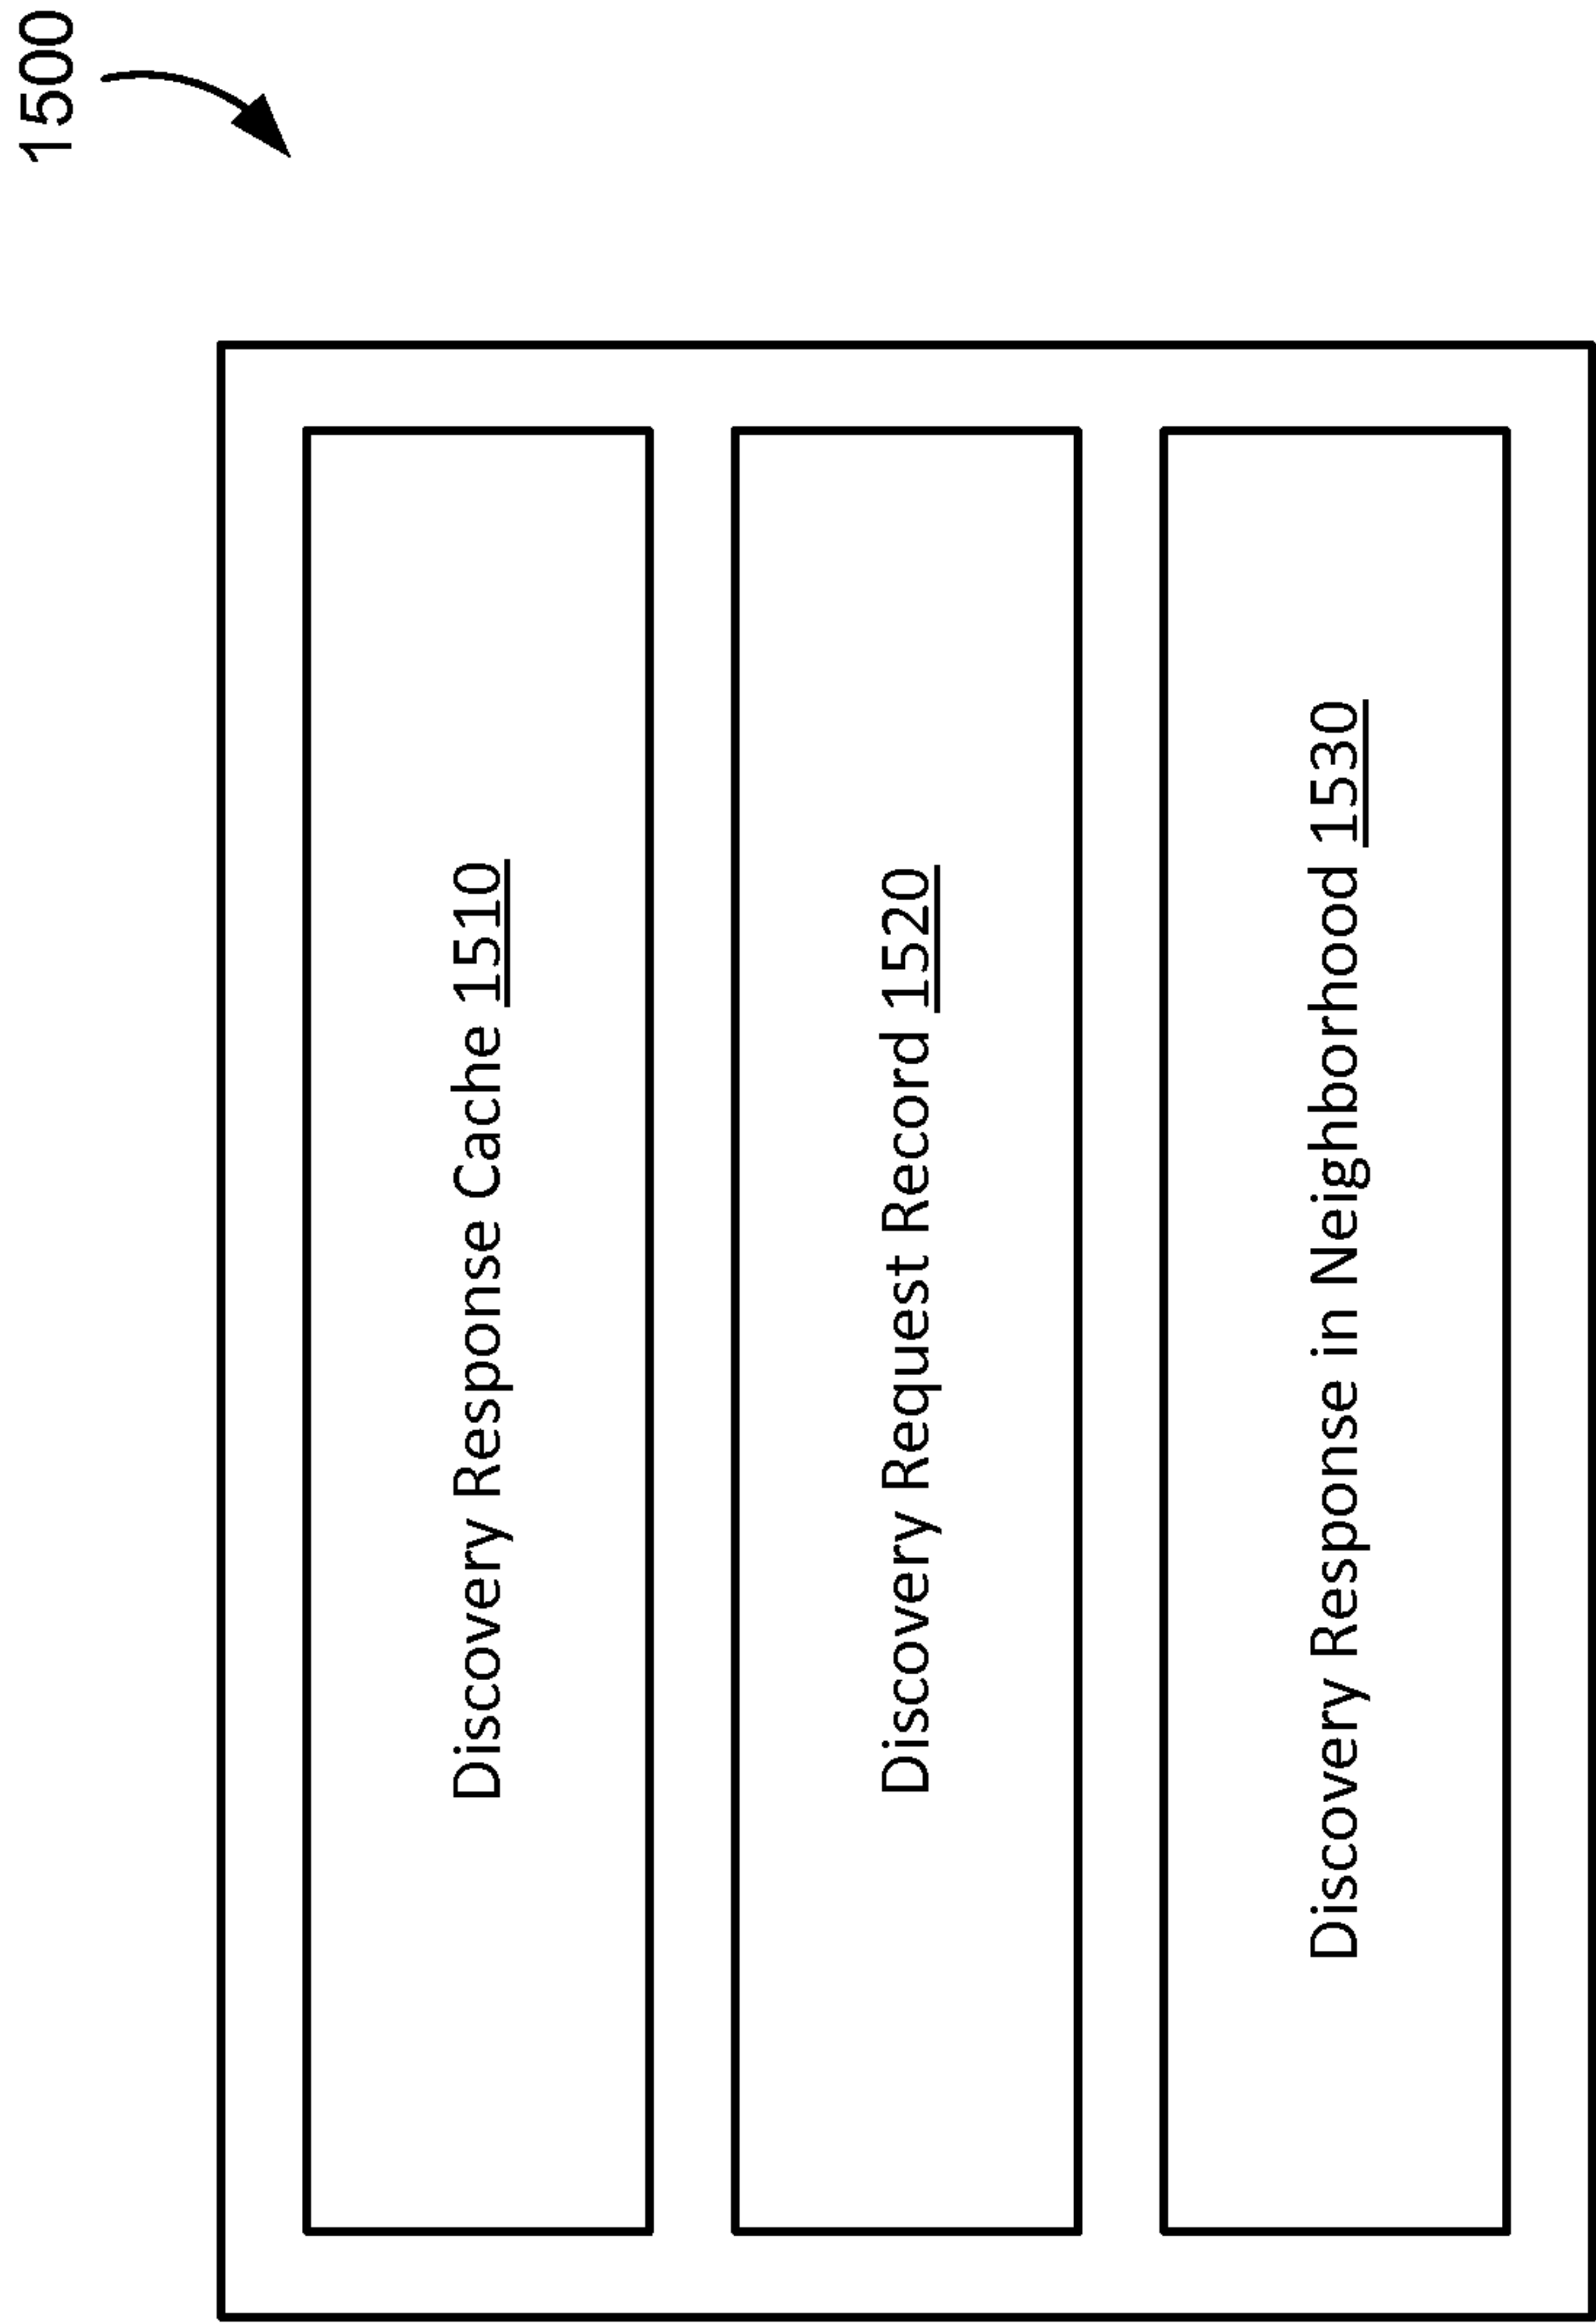 1500
Discovery Response Cache 1510
Discovery Request Record 1520
Discovery Response in Neighborhood 1530